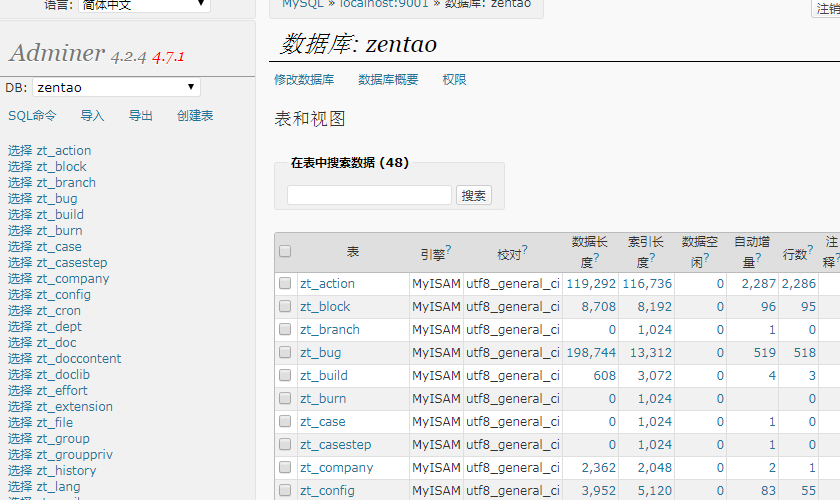 语言: 简体中文
MySQL » localhost:9001 » 数据库: zentao
注销
Adminer 4.2.4 4.7.1
数据库: zentao
DB: zentao
修改数据库 数据库概要 权限
SQL命令 导入 导出 创建表
表和视图
选择 zt_action
选择 zt_block
选择 zt_branch
选择 zt_bug
选择 zt_build
选择 zt_burn
选择 zt_case
选择 zt_casestep
选择 zt_company
选择 zt_config
选择 zt_cron
选择 zt_dept
选择 zt_doc
选择 zt_doccontent
选择 zt_doclib
选择 zt_effort
选择 zt_extension
选择 zt_file
选择 zt_group
选择 zt_grouppriv
选择 zt_history
选择 zt_lang
在表中搜索数据 (48)
搜索
表 引擎? 校对? 数据长度? 索引长度? 数据空闲? 自动增量? 行数? 注释?
zt_action MyISAM utf8_general_ci 119,292 116,736 0 2,287 2,286
zt_block MyISAM utf8_general_ci 8,708 8,192 0 96 95
zt_branch MyISAM utf8_general_ci 0 1,024 0 1 0
zt_bug MyISAM utf8_general_ci 198,744 13,312 0 519 518
zt_build MyISAM utf8_general_ci 608 3,072 0 4 3
zt_burn MyISAM utf8_general_ci 0 1,024 0 0
zt_case MyISAM utf8_general_ci 0 1,024 0 1 0
zt_casestep MyISAM utf8_general_ci 0 1,024 0 1 0
zt_company MyISAM utf8_general_ci 2,362 2,048 0 2 1
zt_config MyISAM utf8_general_ci 3,952 5,120 0 83 55